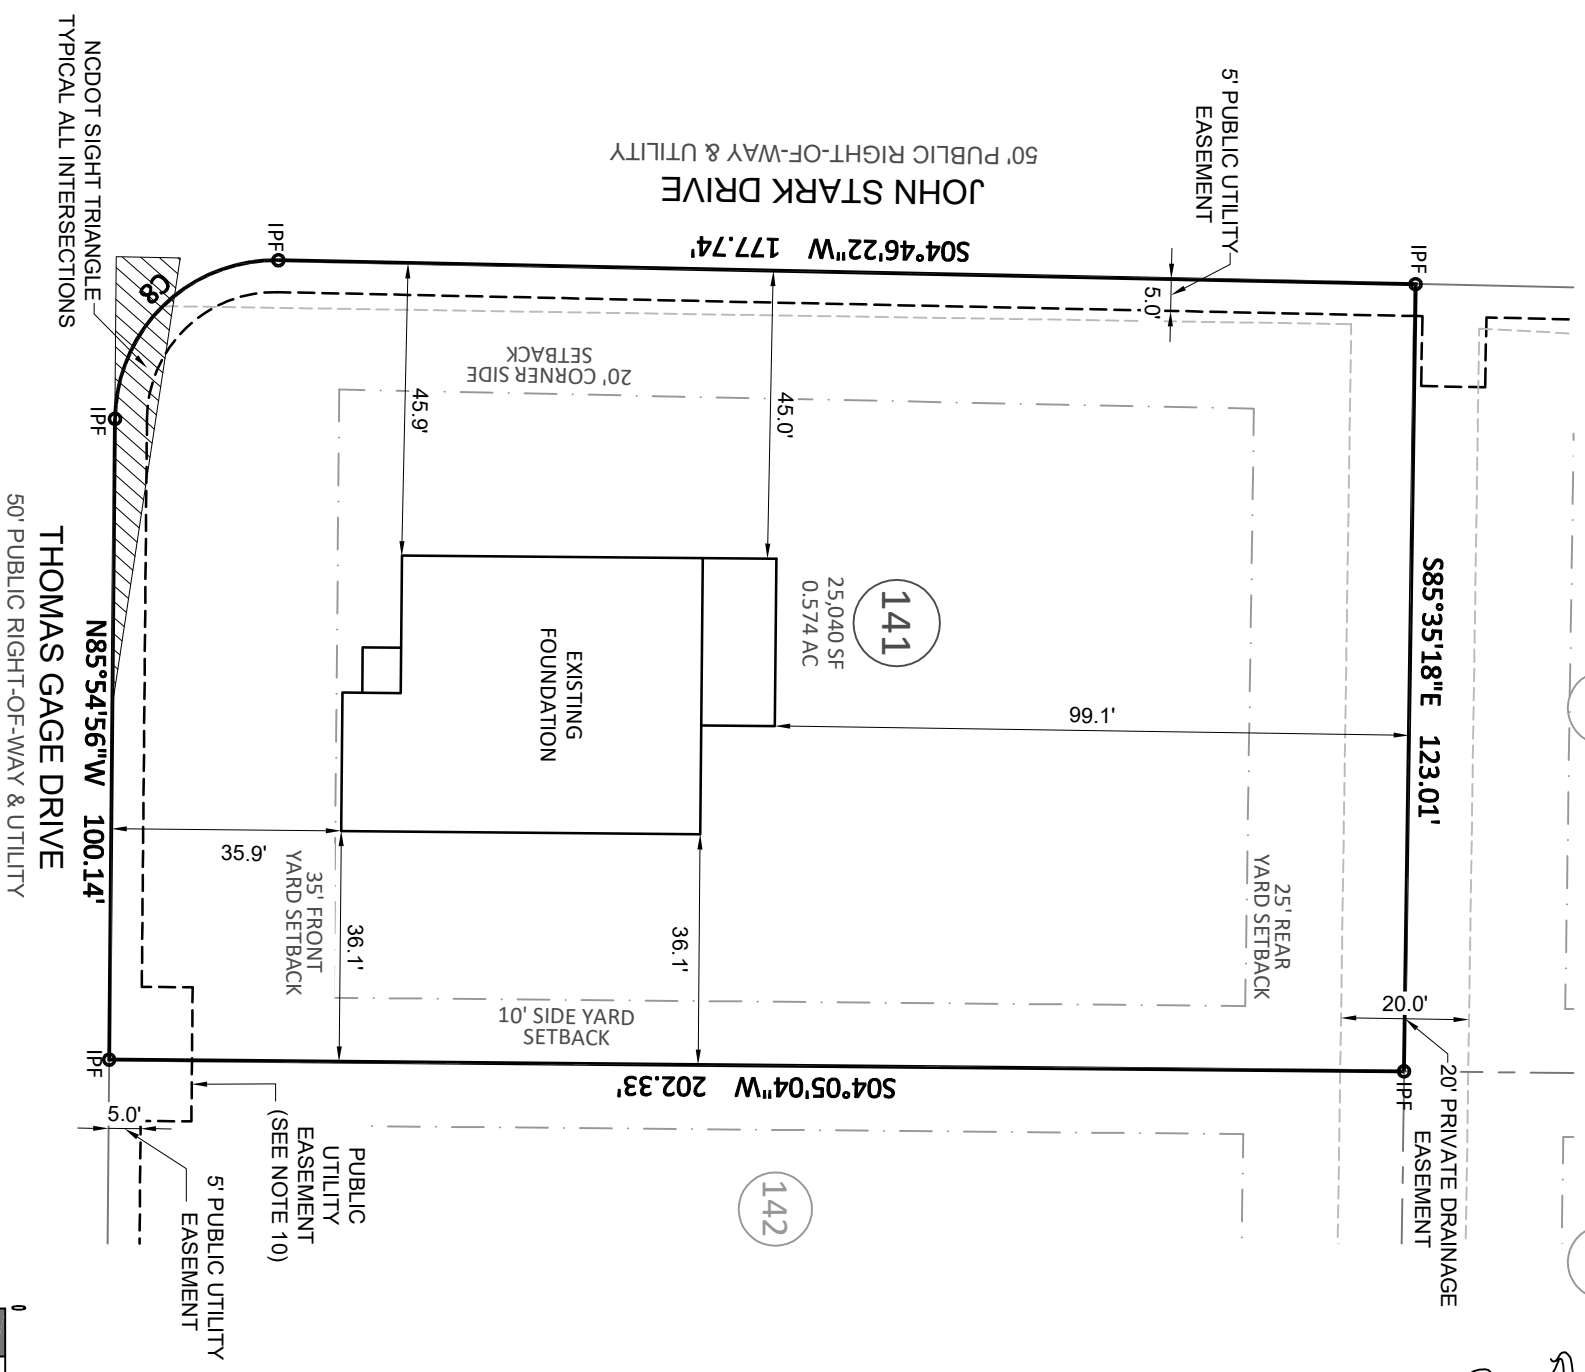 NCDOT SIGHT TRIANGLE
TYPICAL ALL INTERSECTIONS
C8
IPF
IPF
50' PUBLIC RIGHT-OF-WAY & UTILITY
JOHN STARK DRIVE
S04°46'22"W 177.74'
5' PUBLIC UTILITY
EASEMENT
5.0'
IPF
20' CORNER SIDE
SETBACK
45.9'
45.0'
141
25,040 SF
0.574 AC
EXISTING
FOUNDATION
99.1'
S85°35'18"E 123.01'
THOMAS GAGE DRIVE
50' PUBLIC RIGHT-OF-WAY & UTILITY
N85°54'56"W 100.14'
35.9'
35' FRONT
YARD SETBACK
36.1'
36.1'
25' REAR
YARD SETBACK
10' SIDE YARD
SETBACK
20.0'
20' PRIVATE DRAINAGE
EASEMENT
IPF
IPF
S04°05'04"W 202.33'
5.0'
PUBLIC
UTILITY
EASEMENT
(SEE NOTE 10)
5' PUBLIC UTILITY
EASEMENT
142
0